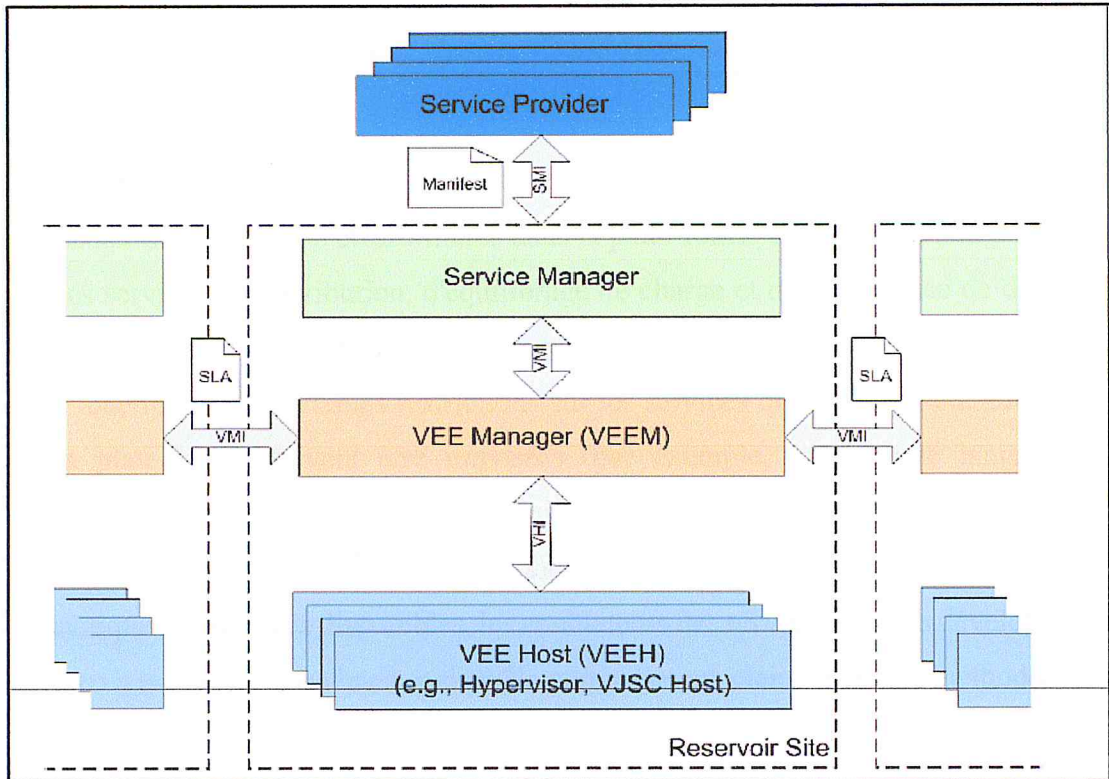 Service Provider
Manifest
SMI
Service Manager
VMI
SLA
SLA
VMI
VEE Manager (VEEM)
VMI
VHI
VEE Host (VEEH)
(e.g., Hypervisor, VJSC Host)
Reservoir Site